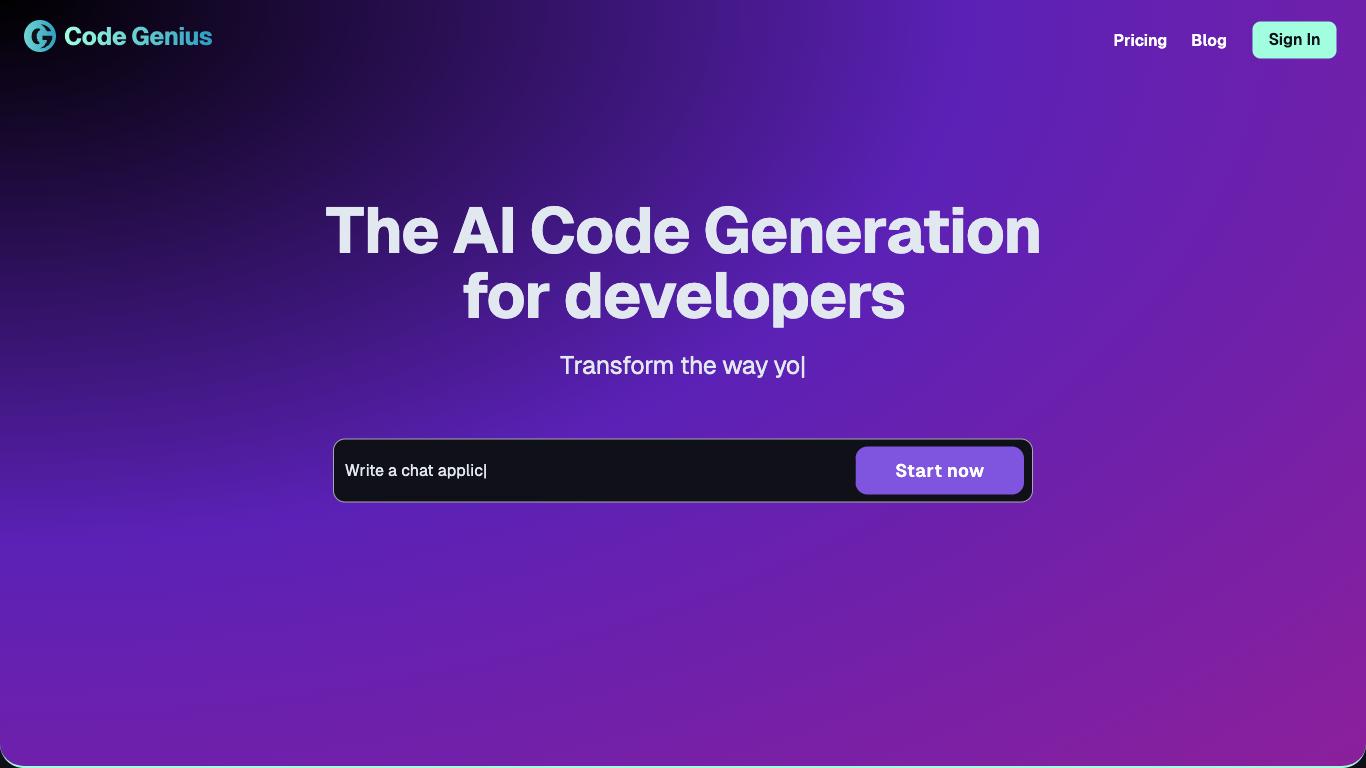 Code Genius
Pricing
Blog
Sign In
The AI Code Generation
for developers
Transform the way yo|
Write a chat applic|
Start now